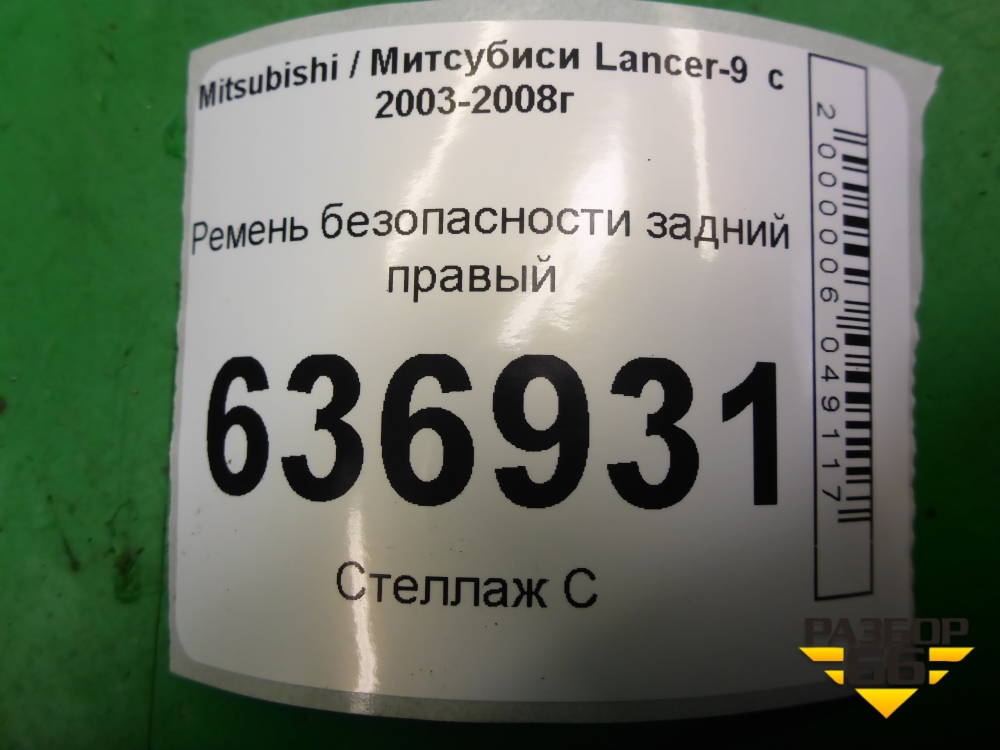 Mitsubishi / Митсубиси Lancer-9 с
2003-2008г
Ремень безопасности задний
правый
636931
Стеллаж С
2000006049117
РАЗБОР
66